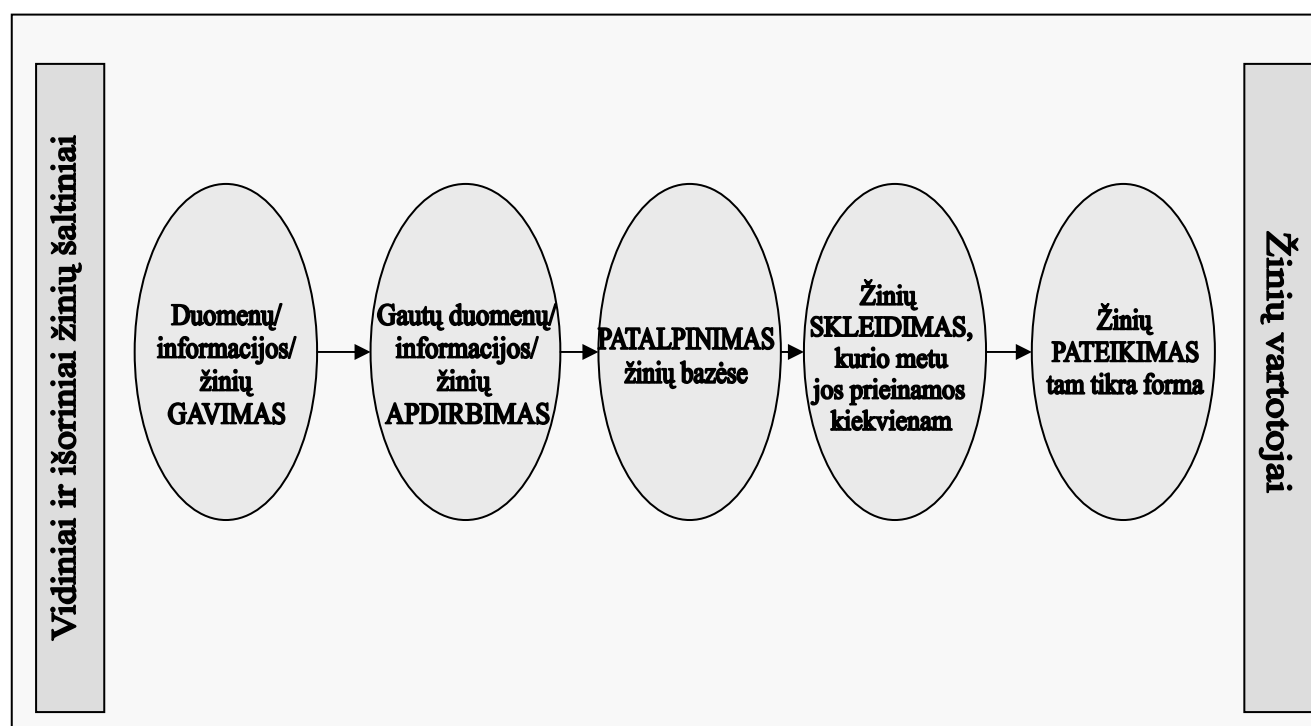 Vidiniai ir išoriniai žinių šaltiniai
Duomenų/
informacijos/
žinių
GAVIMAS
Gautų duomenų/
informacijos/
žinių
APDIRBIMAS
PATALPINIMAS
žinių bazėse
Žinių
SKLEIDIMAS,
kurio metu
jos prieinamos
kiekvienam
Žinių
PATEIKIMAS
tam tikra forma
Žinių vartotojai